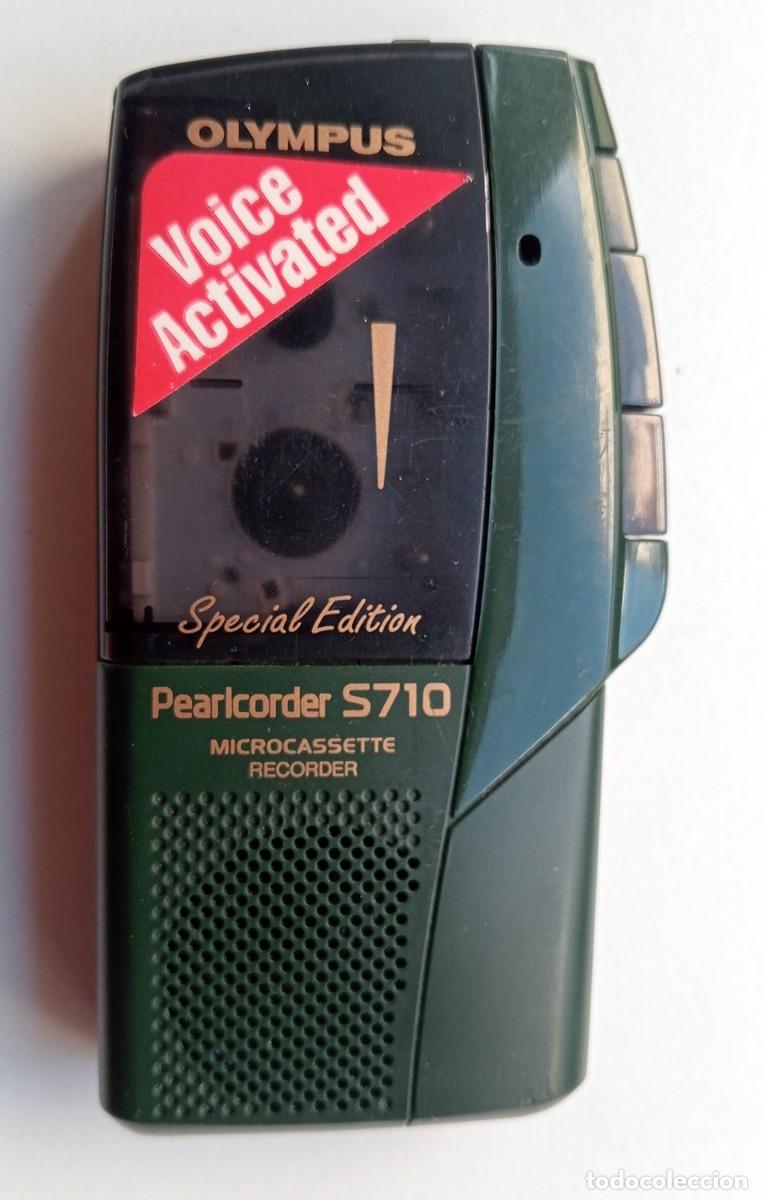 OLYMPUS
Voice
Activated
Special Edition
Pearlcorder S710
MICROCASSETTE
RECORDER
todocoleccion